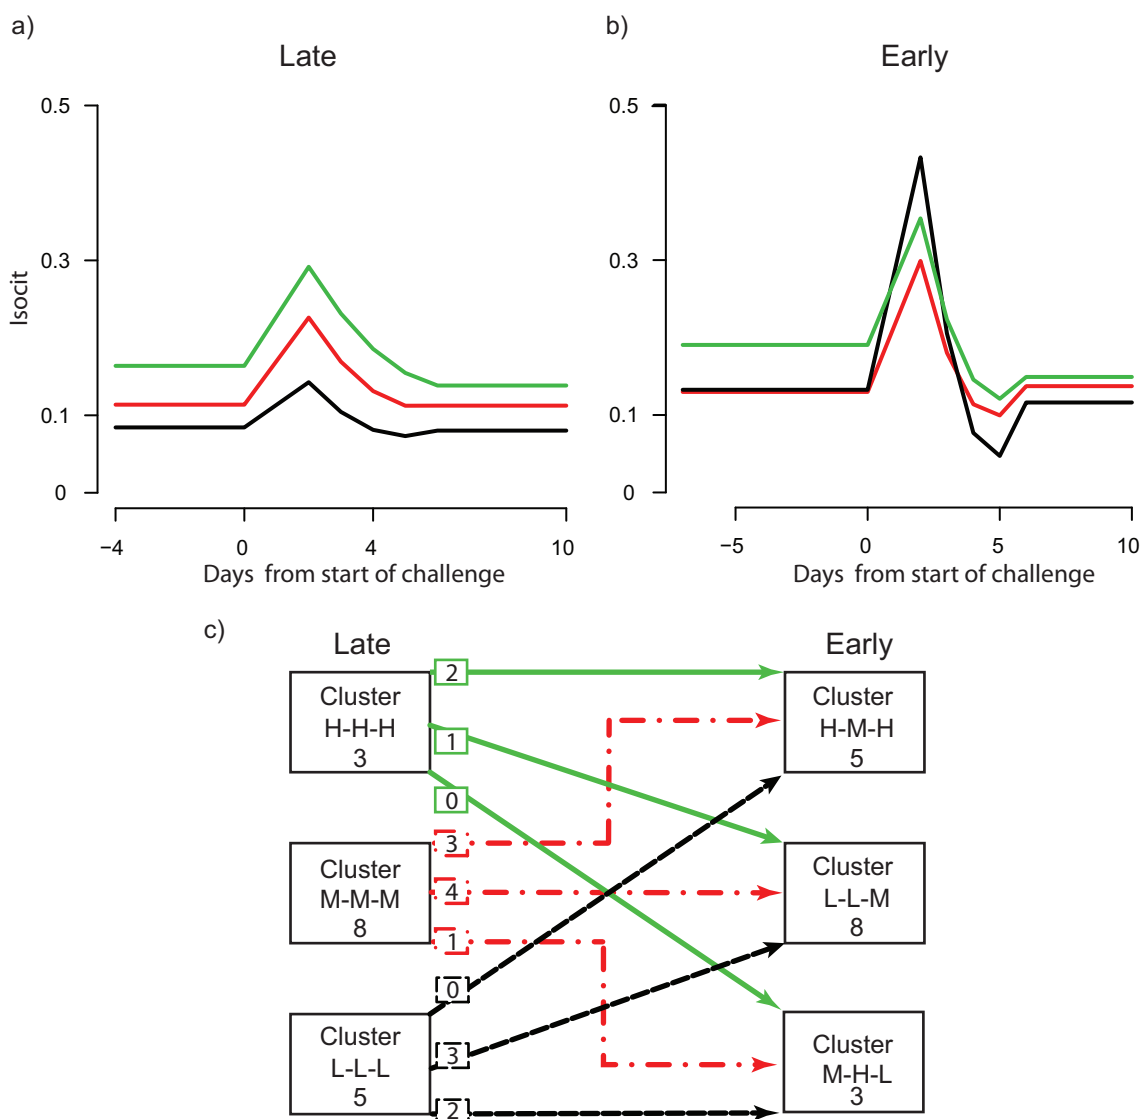 a)
Late
0.5
0.3
0.1
0
Isocit
−4
0
4
10
Days from start of challenge
b)
Early
0.5
0.3
0.1
0
−5
0
5
10
Days from start of challenge
c)
Late
Early
Cluster
H-H-H
3
2
1
0
Cluster
H-M-H
5
Cluster
M-M-M
8
3
4
1
Cluster
L-L-M
8
Cluster
L-L-L
5
0
3
2
Cluster
M-H-L
3